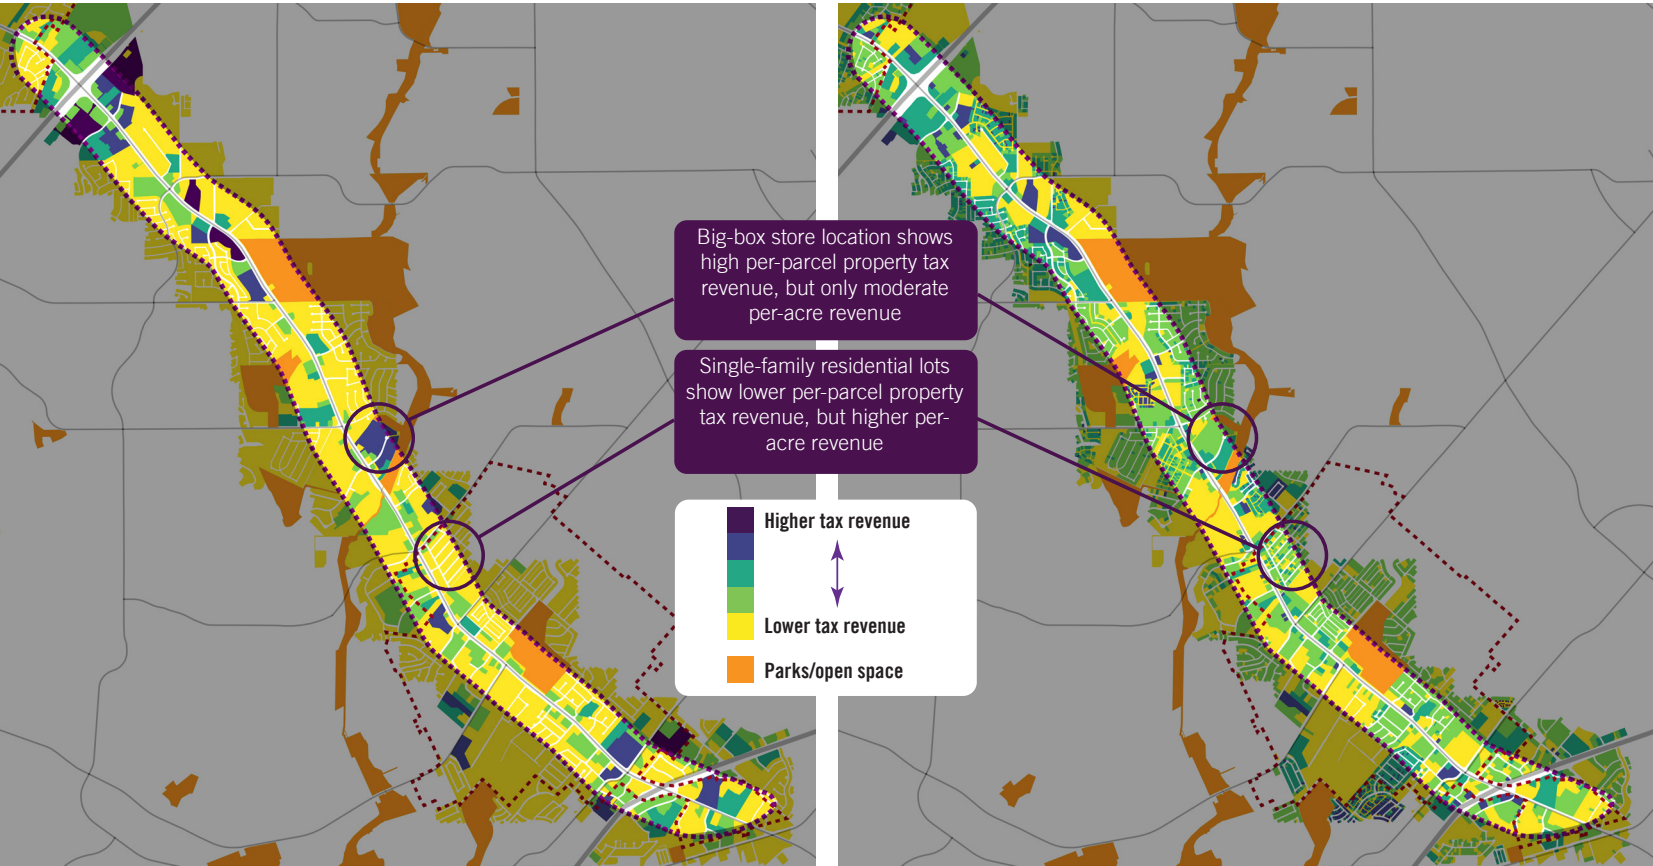 Big-box store location shows
high per-parcel property tax
revenue, but only moderate
per-acre revenue
Single-family residential lots
show lower per-parcel property
tax revenue, but higher per-
acre revenue
Higher tax revenue
Lower tax revenue
Parks/open space